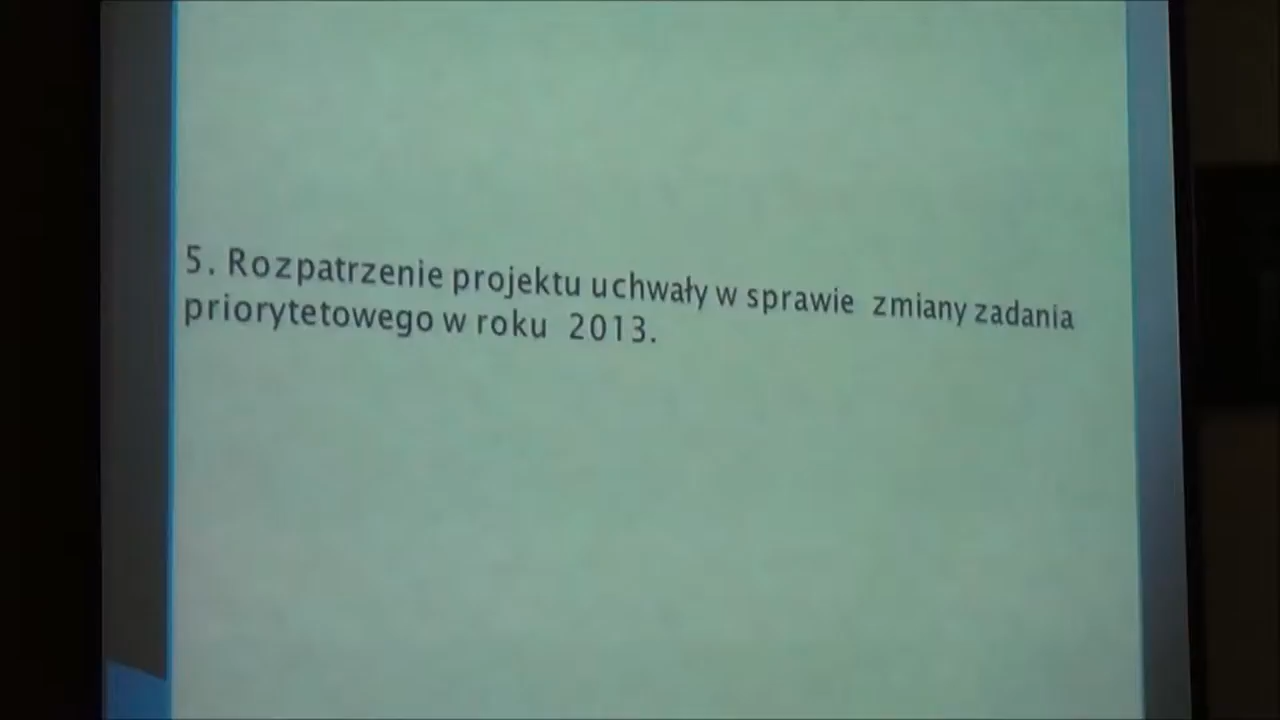 5. Rozpatrzenie projektu uchwały w sprawie zmiany zadania
priorytetowego w roku 2013.